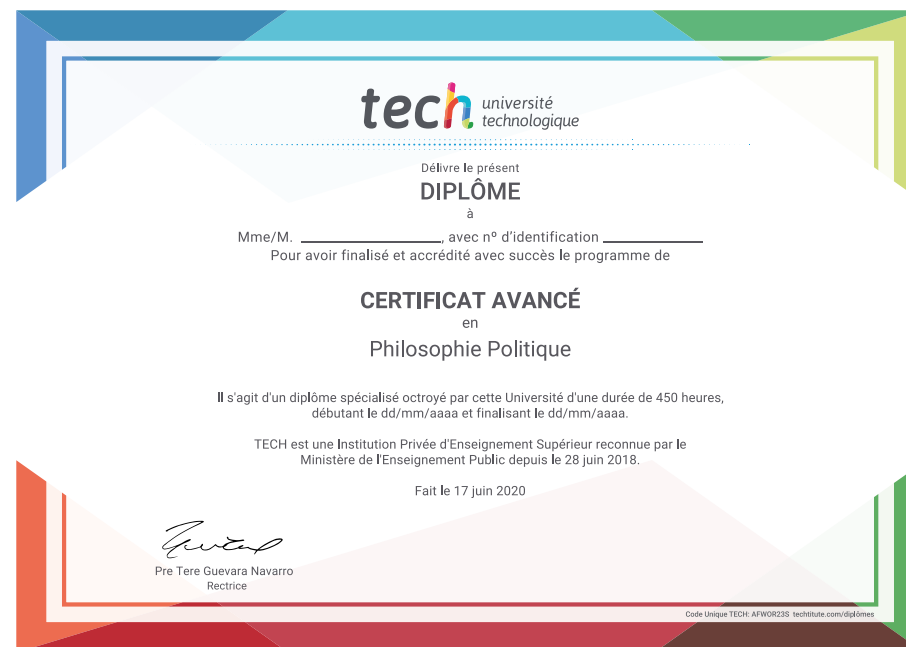 tech université
technologique
Délivre le présent
DIPLÔME
à
Mme/M. ____________________, avec nº d'identification ______________
Pour avoir finalisé et accrédité avec succès le programme de
CERTIFICAT AVANCÉ
en
Philosophie Politique
Il s'agit d'un diplôme spécialisé octroyé par cette Université d'une durée de 450 heures,
débutant le dd/mm/aaaa et finalisant le dd/mm/aaaa.
TECH est une Institution Privée d'Enseignement Supérieur reconnue par le
Ministère de l'Enseignement Public depuis le 28 juin 2018.
Fait le 17 juin 2020
Pre Tere Guevara Navarro
Rectrice
Code Unique TECH: AFWOR23S techtitute.com/diplômes